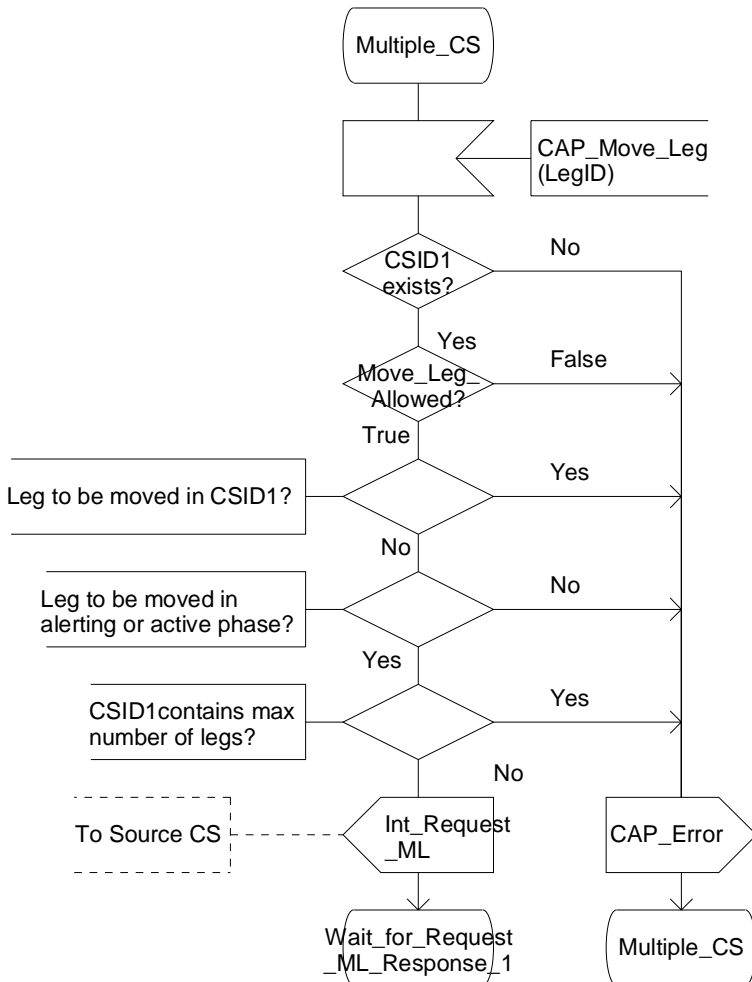 Multiple_CS
CAP_Move_Leg
(LegID)
CSID1
exists?
No
Yes
Move_Leg_
Allowed?
False
True
Leg to be moved in CSID1?
Yes
No
Leg to be moved in
alerting or active phase?
No
Yes
CSID1contains max
number of legs?
Yes
No
To Source CS
Int_Request
_ML
CAP_Error
Wait_for_Request
_ML_Response_1
Multiple_CS